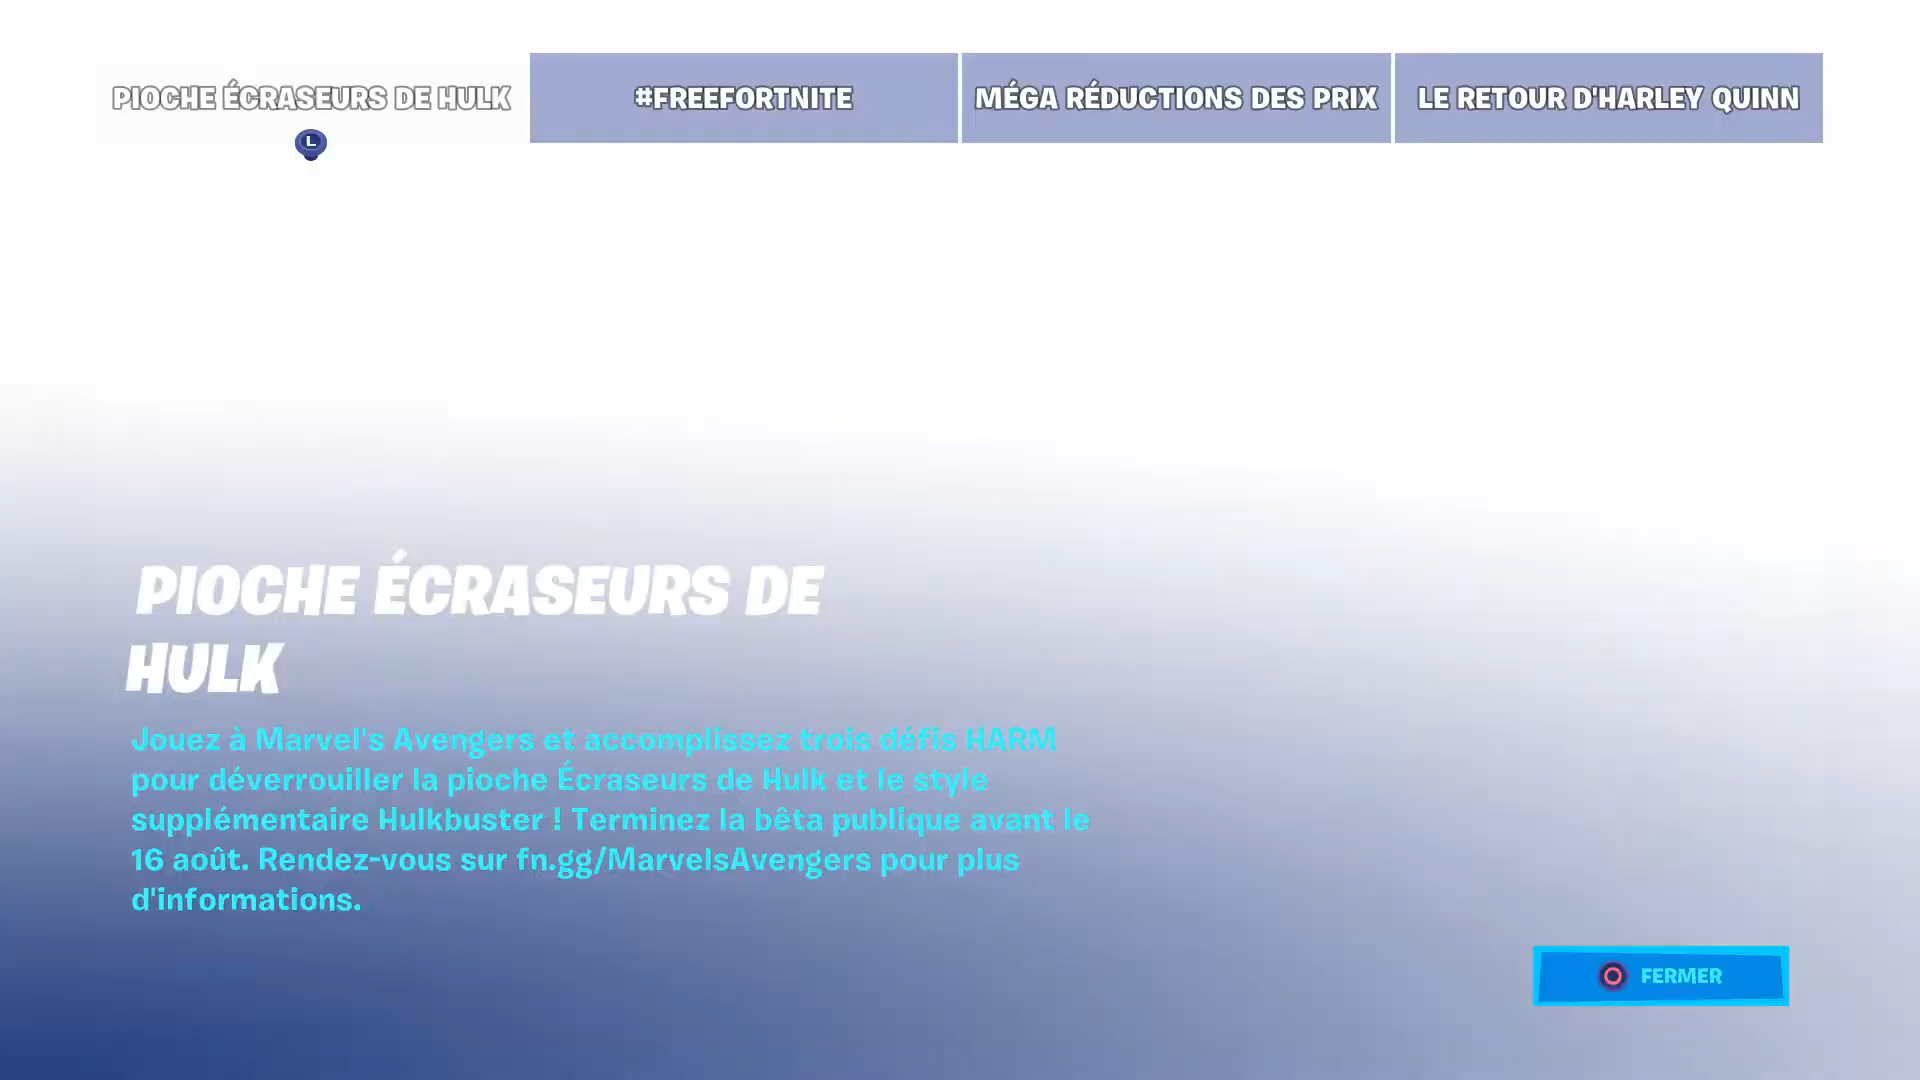 PIOCHE ÉCRASEURS DE HULK
#FREEFORTNITE
MÉGA RÉDUCTIONS DES PRIX
LE RETOUR D'HARLEY QUINN
L
PIOCHE ÉCRASEURS DE
HULK
Jouez à Marvel's Avengers et accomplissez trois défis HARM
pour déverrouiller la pioche Écraseurs de Hulk et le style
supplémentaire Hulkbuster ! Terminez la bêta publique avant le
16 août. Rendez-vous sur fn.gg/MarvelsAvengers pour plus
d'informations.
FERMER